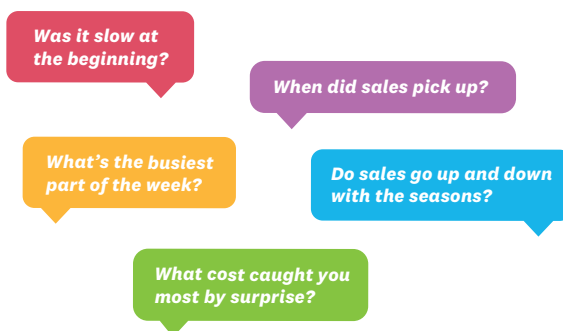 Was it slow at
the beginning?
When did sales pick up?
What's the busiest
part of the week?
Do sales go up and down
with the seasons?
What cost caught you
most by surprise?